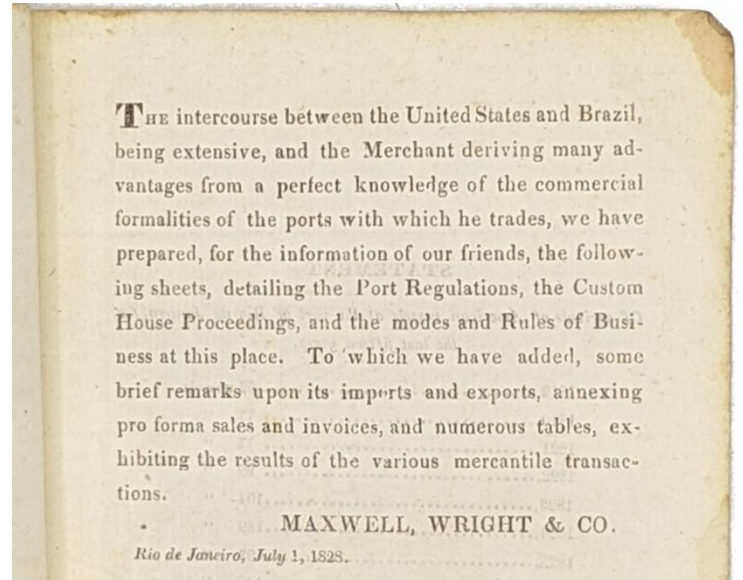 THE intercourse between the United States and Brazil,
being extensive, and the Merchant deriving many ad-
vantages from a perfect knowledge of the commercial
formalities of the ports with which he trades, we have
prepared, for the information of our friends, the follow-
ing sheets, detailing the Port Regulations, the Custom
House Proceedings, and the modes and Rules of Busi-
ness at this place. To which we have added, some
brief remarks upon its imports and exports, annexing
pro forma sales and invoices, and numerous tables, ex-
hibiting the results of the various mercantile transac-
tions.
MAXWELL, WRIGHT & CO.
Rio de Janeiro, July 1, 1828.